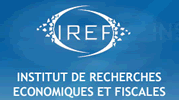 IREF
INSTITUT DE RECHERCHES
ECONOMIQUES ET FISCALES